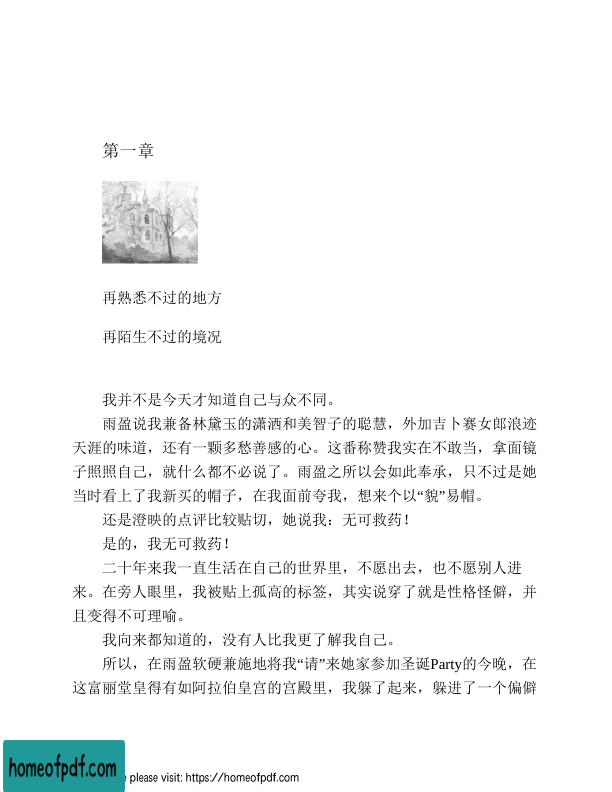 第一章
再熟悉不过的地方
再陌生不过的境况
我并不是今天才知道自己与众不同。
雨盈说我兼备林黛玉的潇洒和美智子的聪慧，外加吉卜赛女郎浪迹
天涯的味道，还有一颗多愁善感的心。这番称赞我实在不敢当，拿面镜
子照照自己，就什么都不必说了。雨盈之所以会如此奉承，只不过是她
当时看上了我新买的帽子，在我面前夸我，想来个以“貌”易帽。
还是澄映的点评比较贴切，她说我：无可救药！
是的，我无可救药！
二十年来我一直生活在自己的世界里，不愿出去，也不愿别人进
来。在旁人眼里，我被贴上孤高的标签，其实说穿了就是性格怪僻，并
且变得不可理喻。
我向来都知道的，没有人比我更了解我自己。
所以，在雨盈软硬兼施地将我“请”来她家参加圣诞Party的今晚，在
这富丽堂皇得有如阿拉伯皇宫的宫殿里，我躲了起来，躲进了一个偏僻
homeofpdf.com
please visit: https://homeofpdf.com